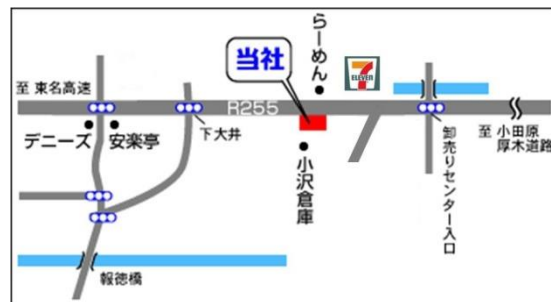 至 東名高速
デニーズ
安楽亭
下大井
R255
当社
らーめん
7
ELEVEn
小沢倉庫
卸売りセンター入口
至 小田原
厚木道路
報徳橋